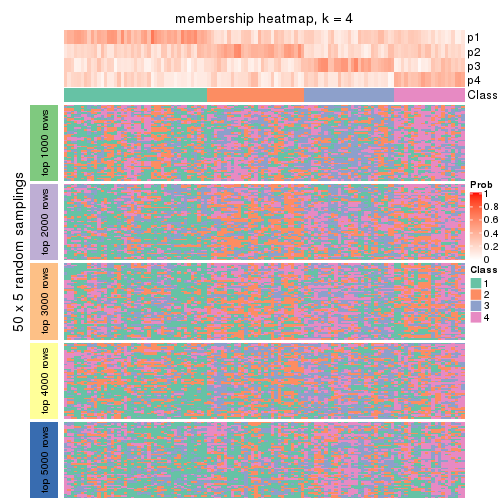 membership heatmap, k = 4
p1
p2
p3
p4
Class
50 x 5 random samplings
top 1000 rows
top 2000 rows
top 3000 rows
top 4000 rows
top 5000 rows
Prob
1
0.8
0.6
0.4
0.2
0
Class
1
2
3
4